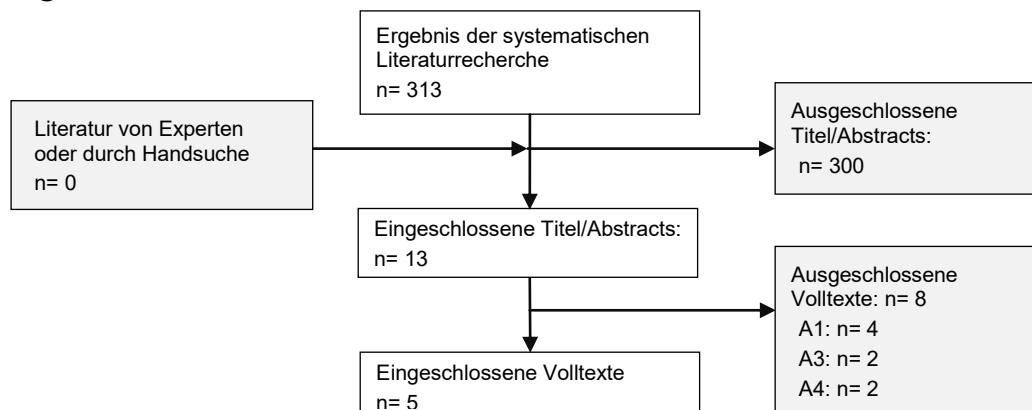 Ergebnis der systematischen
Literaturrecherche
n= 313
Literatur von Experten
oder durch Handsuche
n= 0
Ausgeschlossene
Titel/Abstracts:
n= 300
Eingeschlossene Titel/Abstracts:
n= 13
Ausgeschlossene
Volltexte: n= 8
A1: n= 4
A3: n= 2
A4: n= 2
Eingeschlossene Volltexte
n= 5